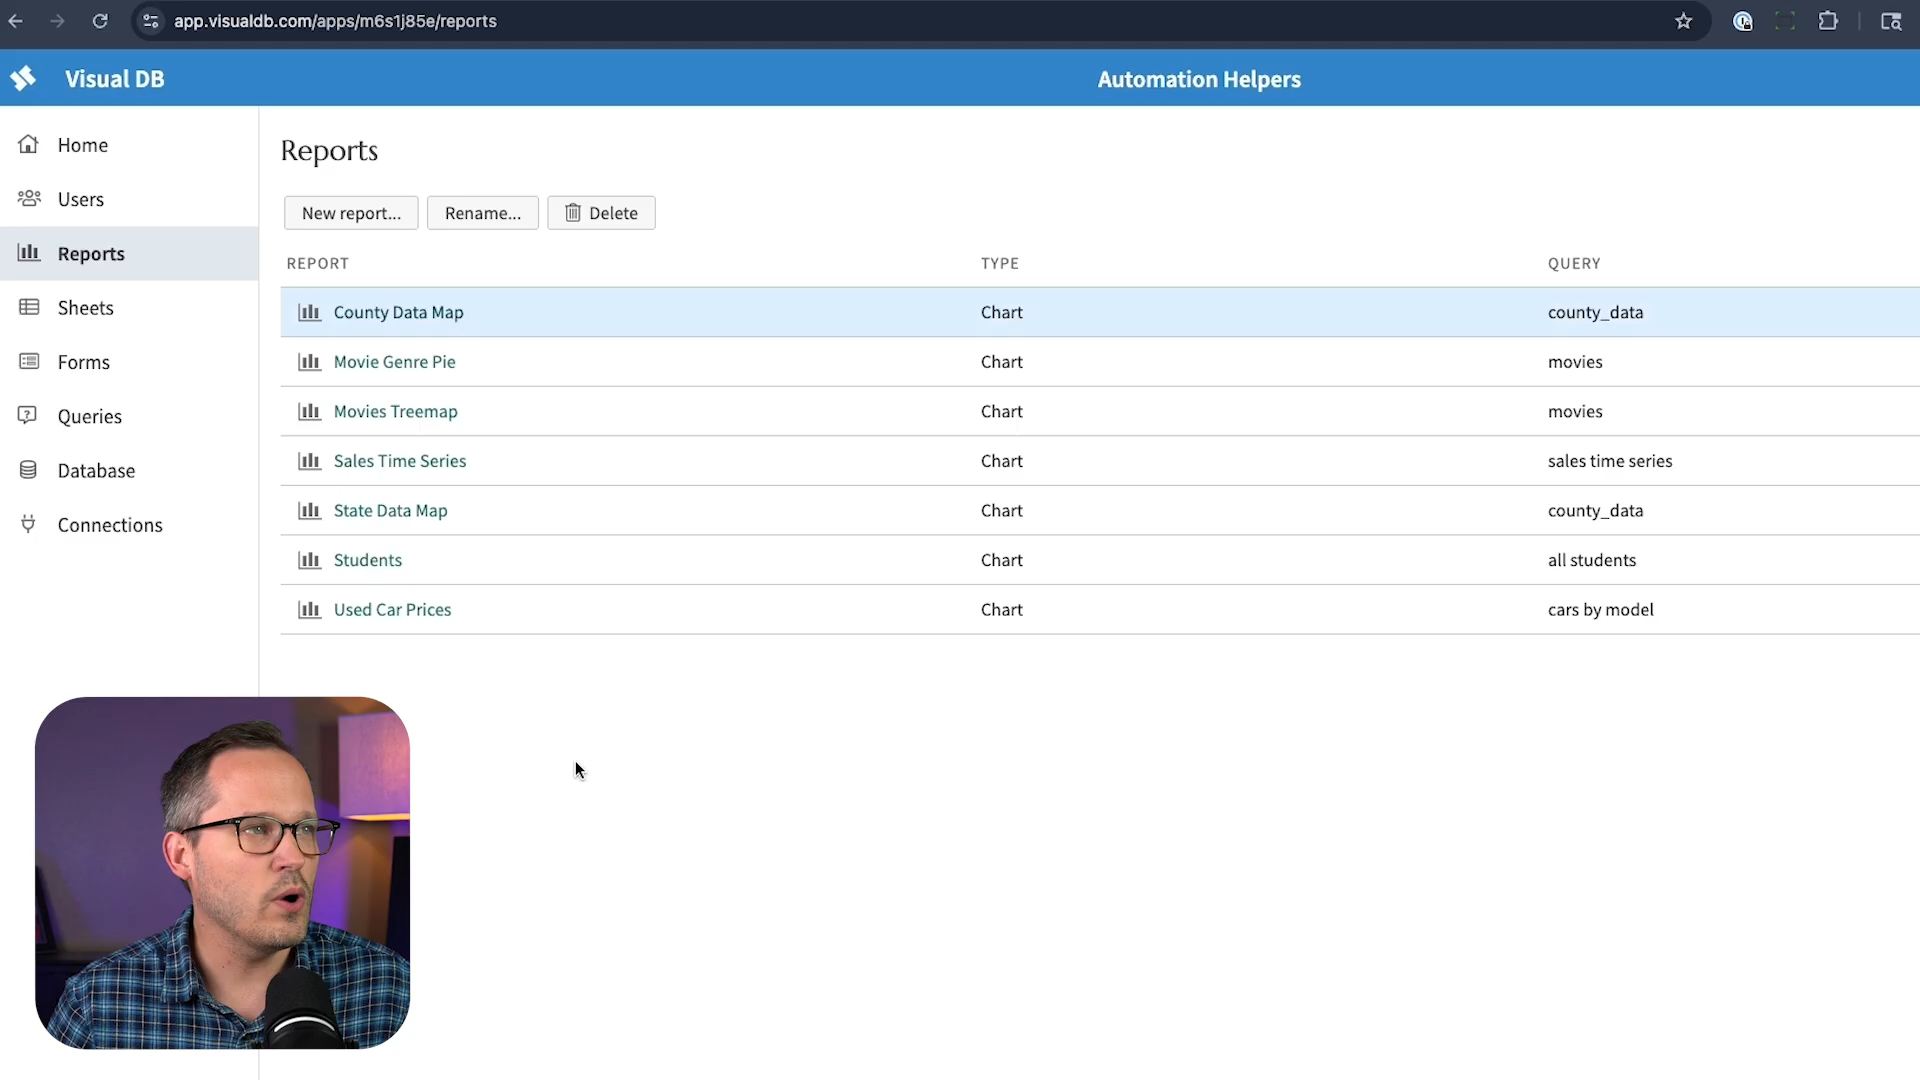 app.visualdb.com/apps/m6s1j85e/reports
Visual DB
Automation Helpers
Home
Users
Reports
Sheets
Forms
Queries
Database
Connections
Reports
New report...
Rename...
Delete
REPORT TYPE QUERY
County Data Map Chart county_data
Movie Genre Pie Chart movies
Movies Treemap Chart movies
Sales Time Series Chart sales time series
State Data Map Chart county_data
Students Chart all students
Used Car Prices Chart cars by model